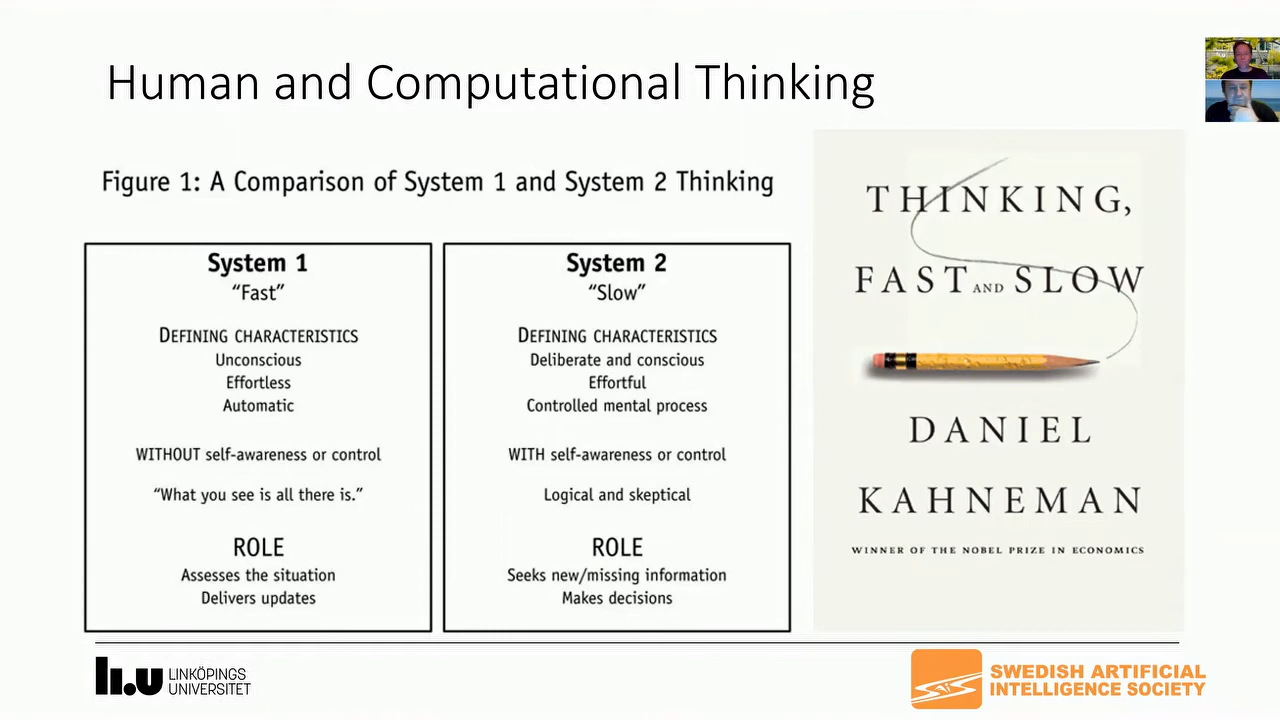 Human and Computational Thinking
Figure 1: A Comparison of System 1 and System 2 Thinking
System 1
“Fast”
DEFINING CHARACTERISTICS
Unconscious
Effortless
Automatic
WITHOUT self-awareness or control
“What you see is all there is.”
ROLE
Assesses the situation
Delivers updates
System 2
“Slow”
DEFINING CHARACTERISTICS
Deliberate and conscious
Effortful
Controlled mental process
WITH self-awareness or control
Logical and skeptical
ROLE
Seeks new/missing information
Makes decisions
THINKING,
FAST AND SLOW
DANIEL
KAHNEMAN
WINNER OF THE NOBEL PRIZE IN ECONOMICS
li.u LINKÖPINGS
UNIVERSITET
SWEDISH ARTIFICIAL
INTELLIGENCE SOCIETY